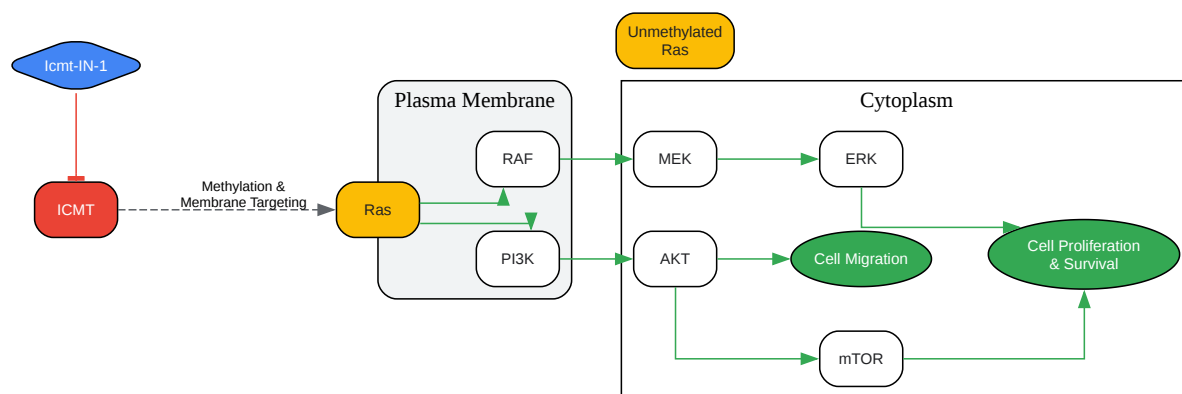 Unmethylated
Ras
Icmt-IN-1
Plasma Membrane
Cytoplasm
RAF
MEK
ERK
Methylation &
Membrane Targeting
ICMT
Ras
PI3K
AKT
Cell Migration
Cell Proliferation
& Survival
mTOR